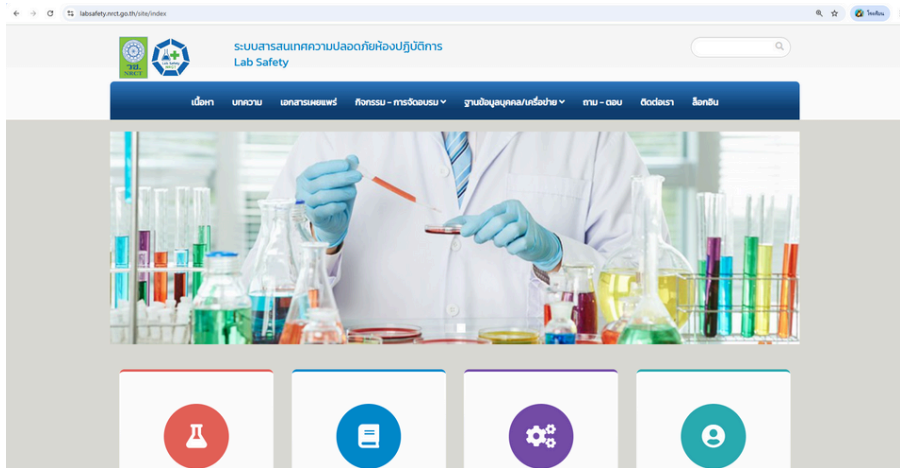 labsafety.nrct.go.th/site/index
วช.
NRCT
LAB SAFETY
NRCT
ระบบสารสนเทศความปลอดภัยห้องปฏิบัติการ
Lab Safety
เนื้อหา บทความ เอกสารเผยแพร่ กิจกรรม - การจัดอบรม ฐานข้อมูลบุคคล/เครือข่าย ถาม - ตอบ ติดต่อเรา ล็อกอิน